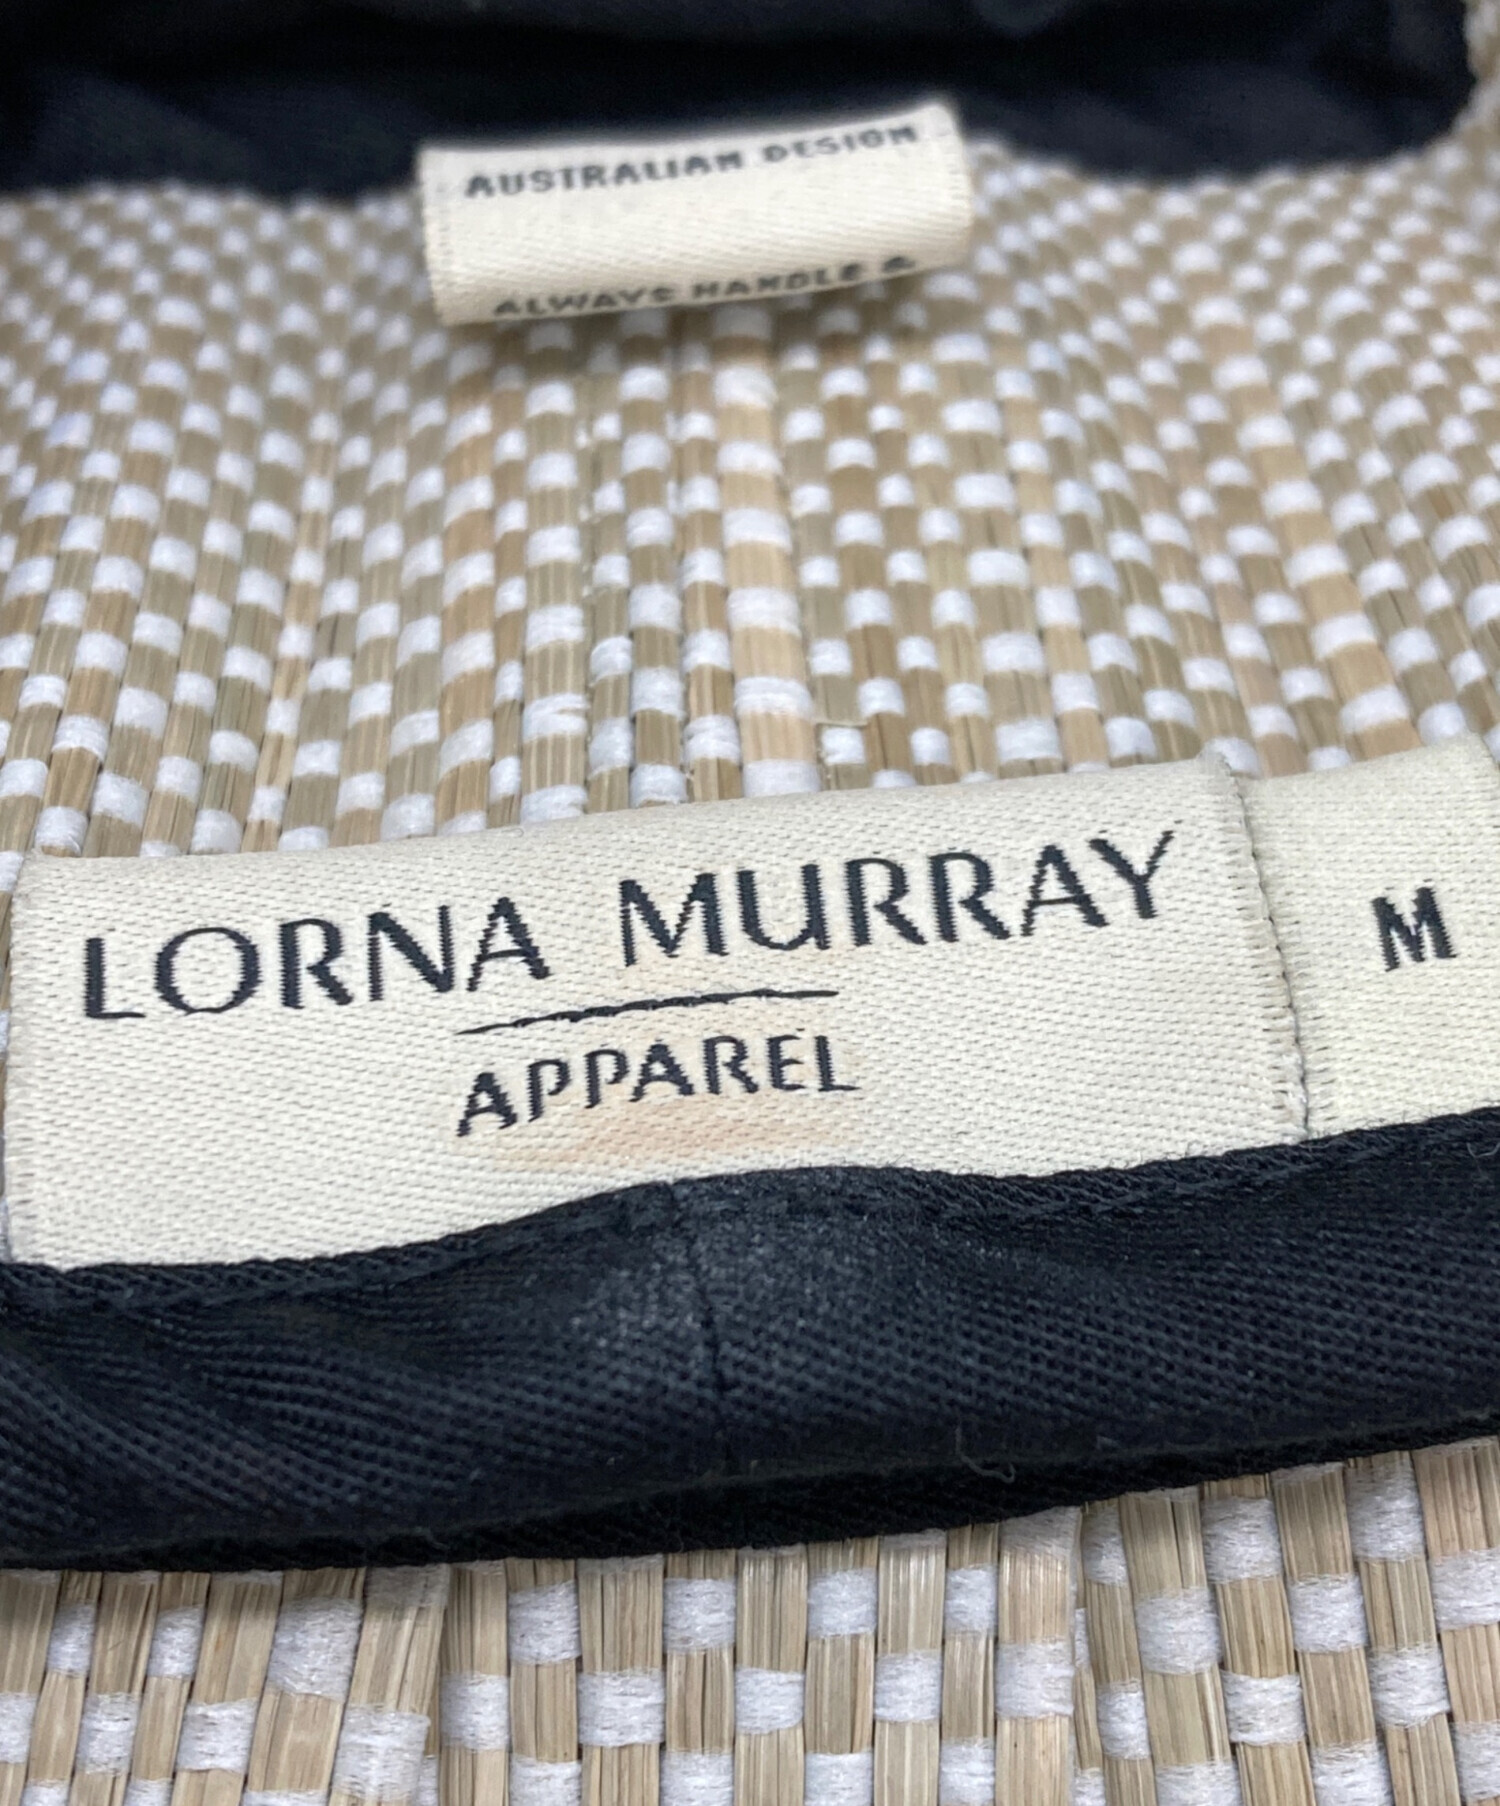 AUSTRALIAN DESIGN
ALWAYS HANDLE &
LORNA MURRAY
APPAREL
M